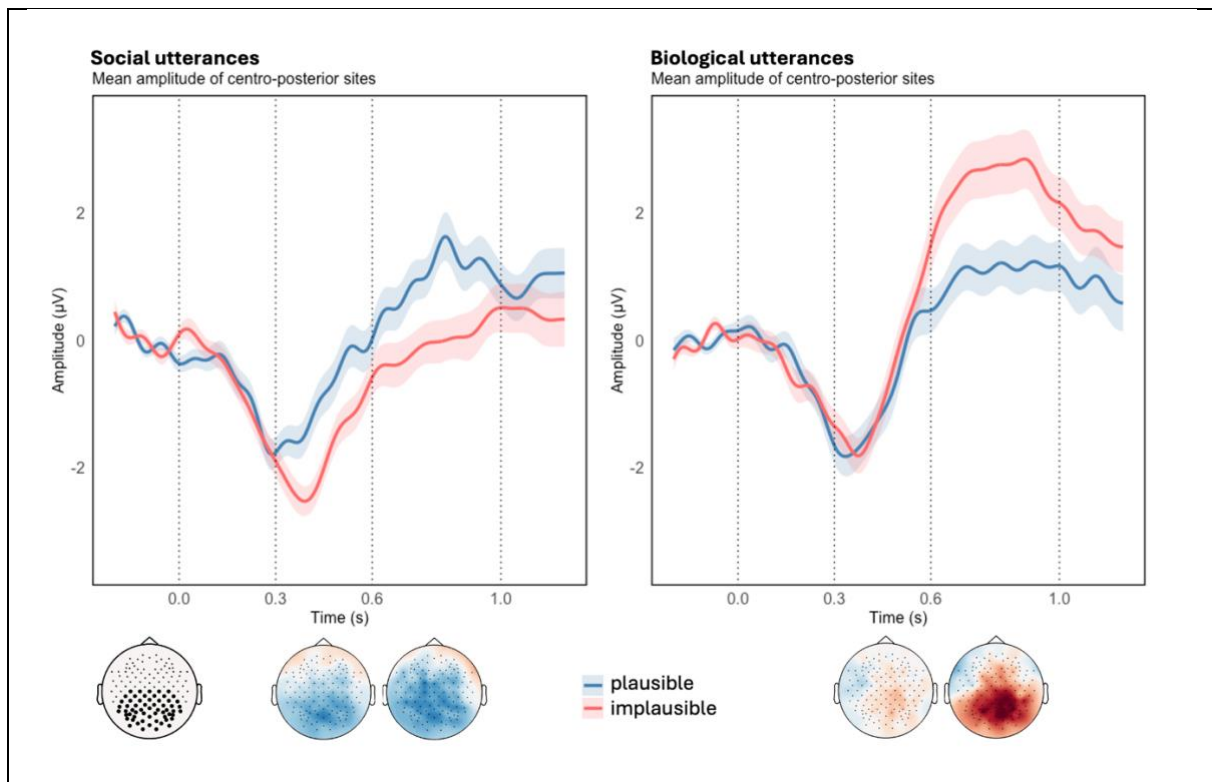 Social utterances
Mean amplitude of centro-posterior sites
Amplitude (µV)
2
0
-2
0.0 0.3 0.6 1.0
Time (s)
Biological utterances
Mean amplitude of centro-posterior sites
Amplitude (µV)
2
0
-2
0.0 0.3 0.6 1.0
Time (s)
plausible
implausible